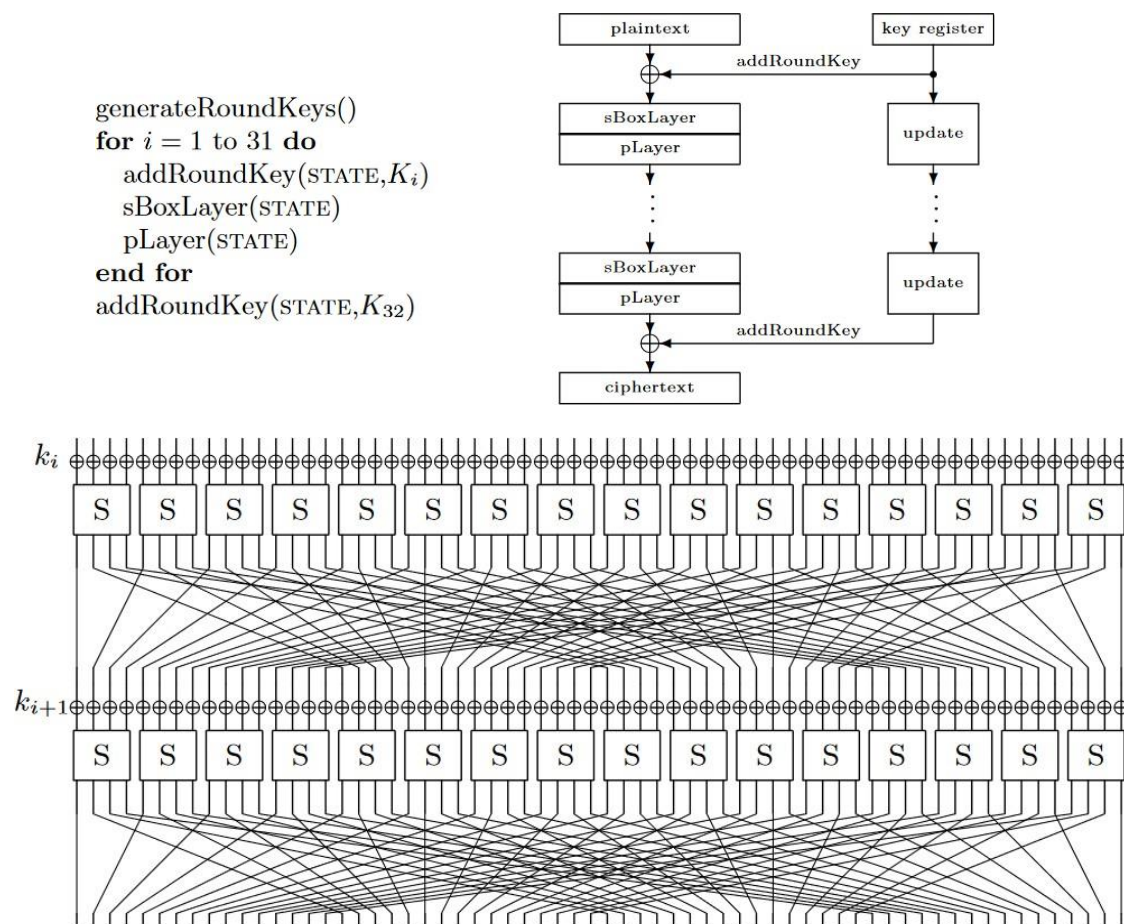 generateRoundKeys()
for i = 1 to 31 do
addRoundKey(STATE,K_i)
sBoxLayer(STATE)
pLayer(STATE)
end for
addRoundKey(STATE,K_32)
plaintext
key register
addRoundKey
sBoxLayer
pLayer
update
⋮
⋮
sBoxLayer
pLayer
update
addRoundKey
ciphertext
k_i
S S S S S S S S S S S S S S S S
k_{i+1}
S S S S S S S S S S S S S S S S